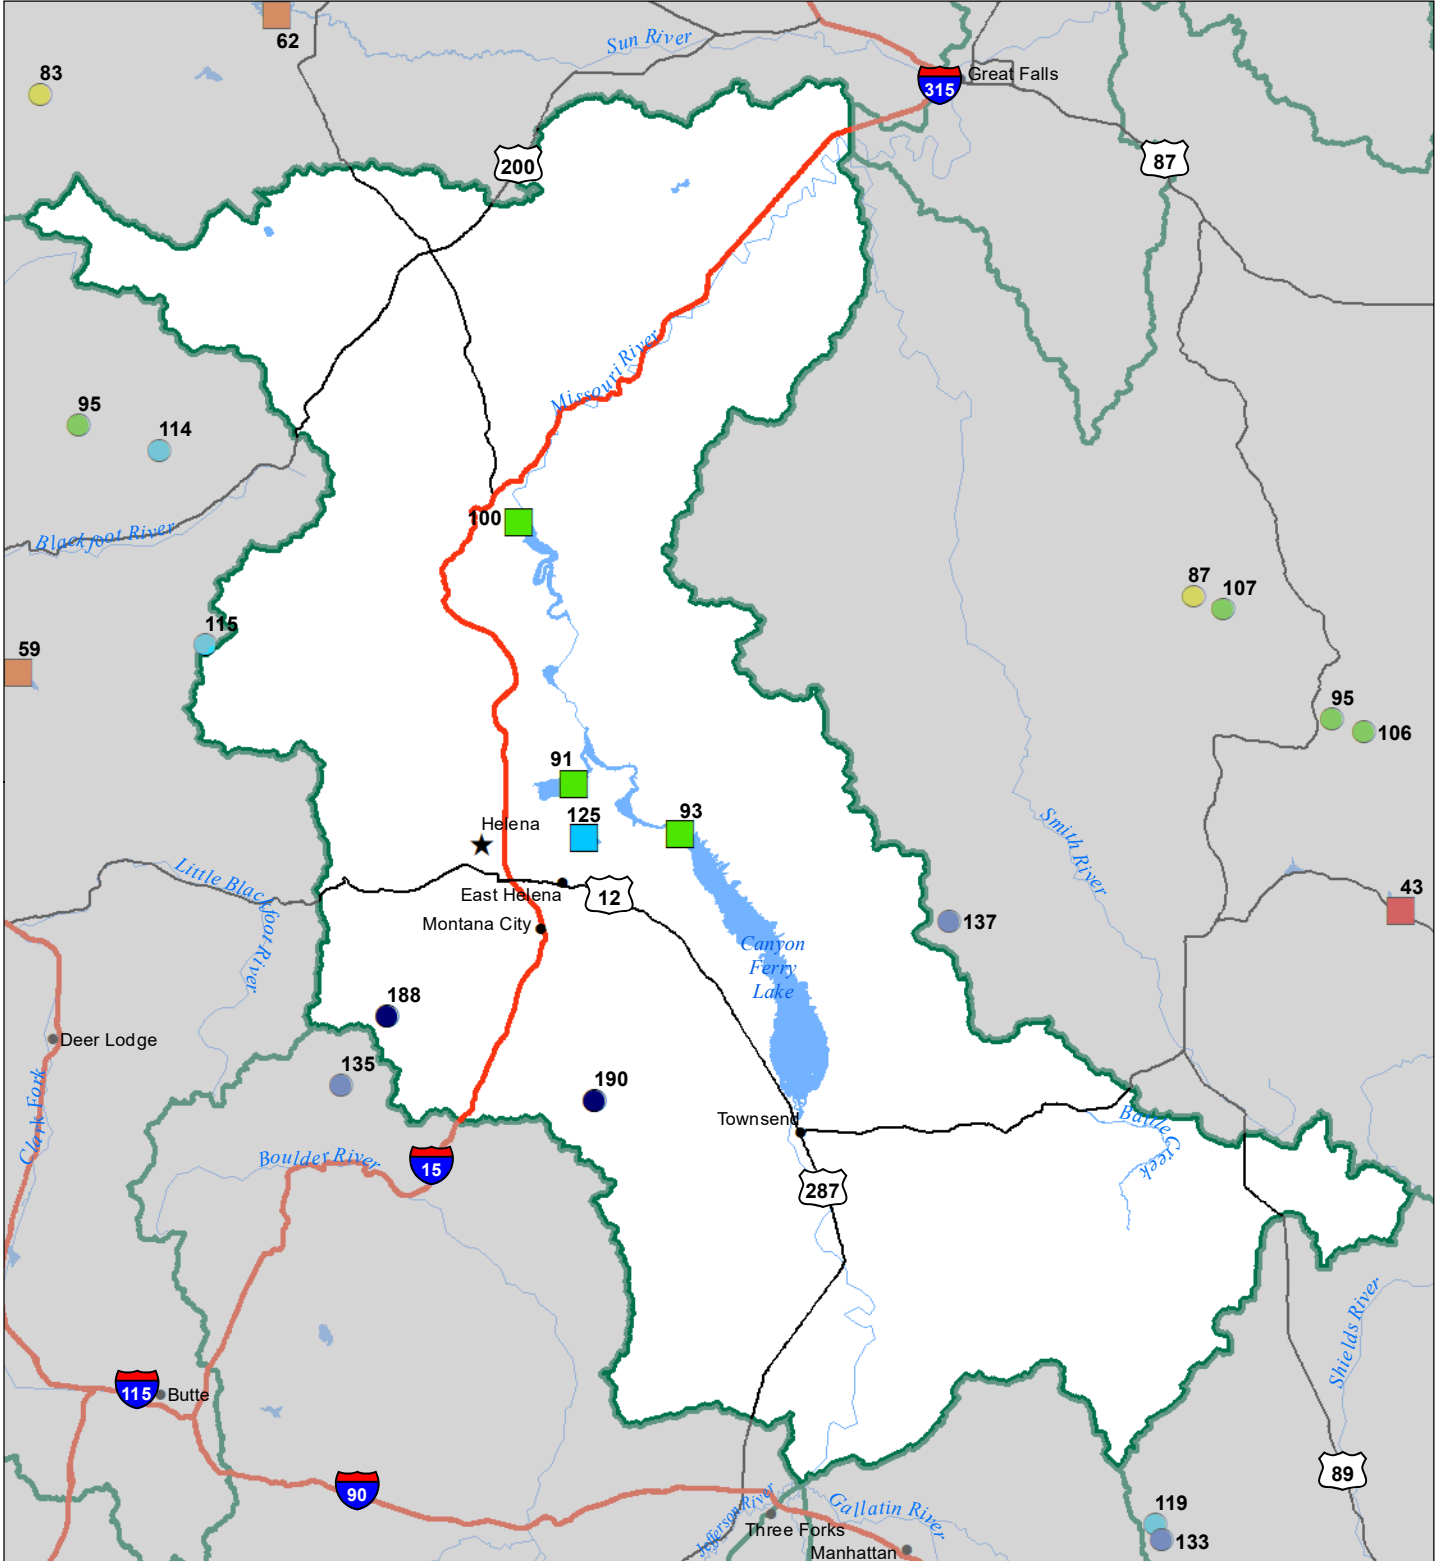 62
Sun River
83
Great Falls
315
200
87
Missouri River
95
114
100
Blackfoot River
87
107
115
59
95
106
91
125
93
Helena
Smith River
Little Blackfoot River
East Helena
12
43
Montana City
137
Canyon
Ferry
Lake
188
Deer Lodge
135
190
Clark Fork
Townsend
Battle Creek
Boulder River
15
287
Shields River
115
Butte
89
90
Jefferson River
Gallatin River
119
Three Forks
133
Manhattan